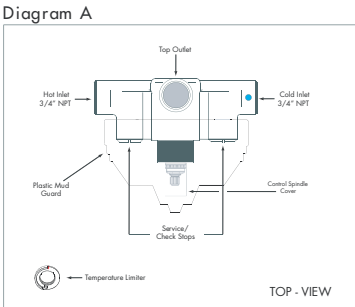 Diagram A
Top Outlet
Hot Inlet
3/4" NPT
Cold Inlet
3/4" NPT
Plastic Mud
Guard
Control Spindle
Cover
Service/
Check Stops
Temperature Limiter
TOP - VIEW